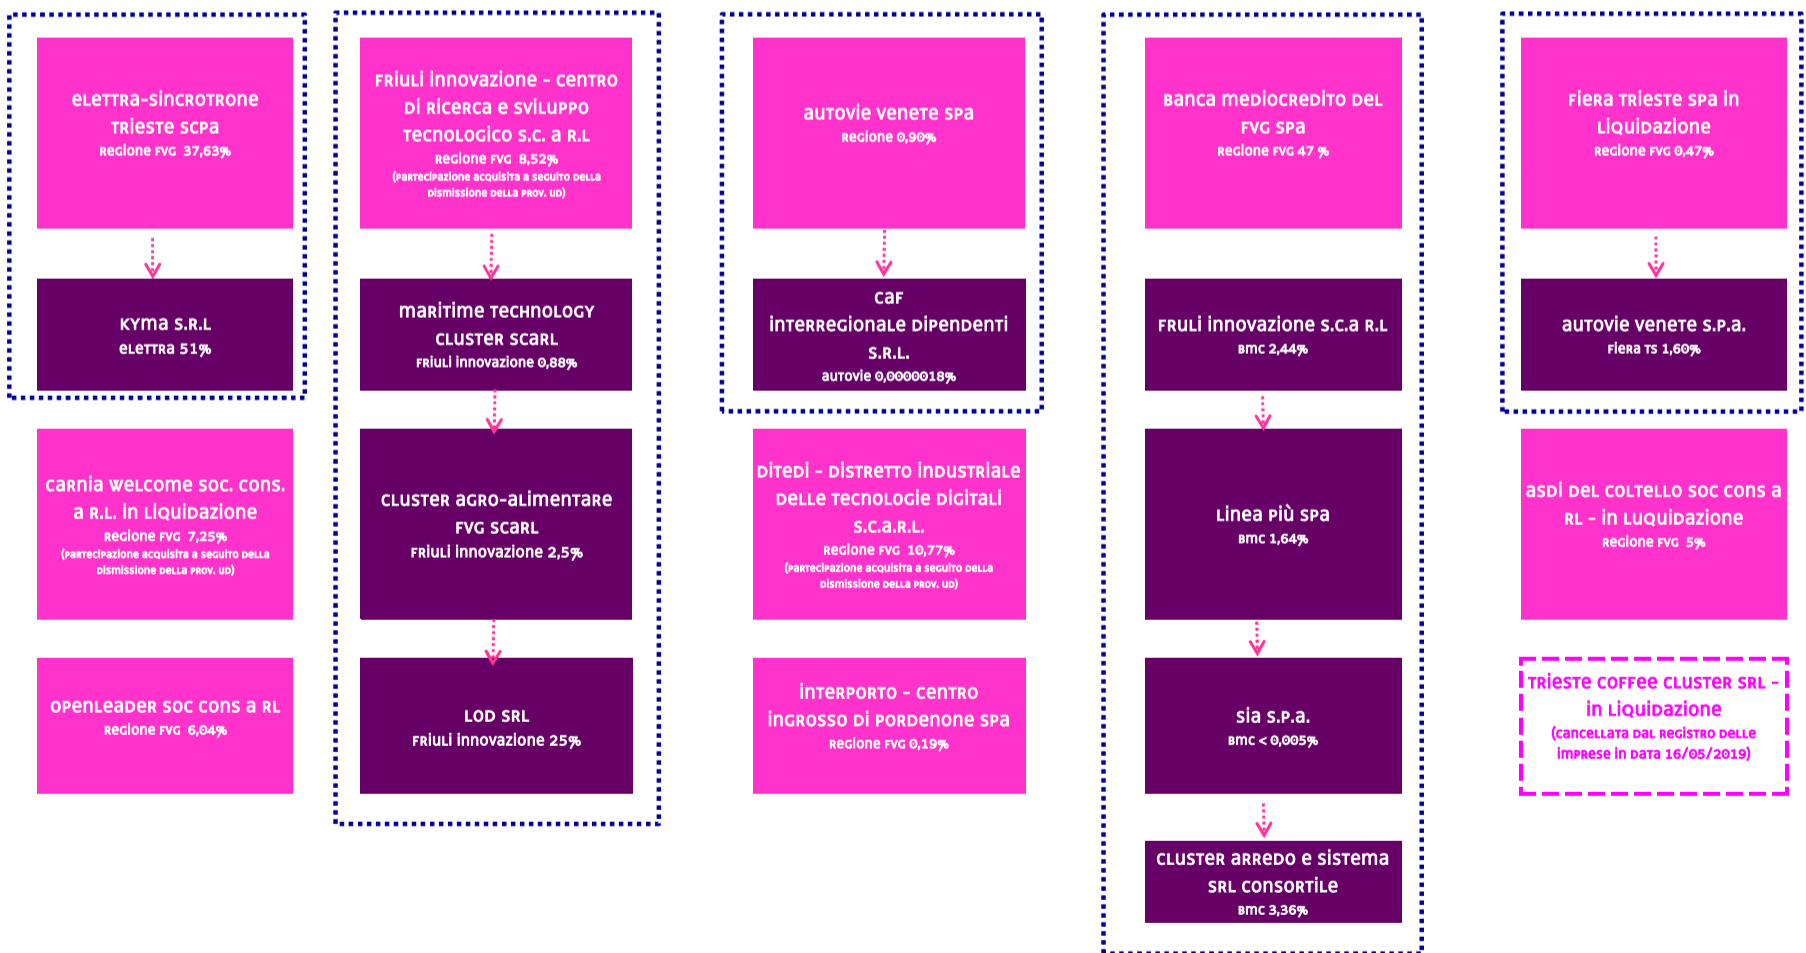 elettra-sincrotrone
Trieste scpa
Regione FVG 37,63%
Kyma S.R.L
elettra 51%
carnia welcome soc. cons.
a R.L. in Liquidazione
Regione FVG 7,25%
(partecipazione acquisita a seguito della
dismissione della prov. UD)
openleader soc cons a RL
Regione FVG 6,04%
Friuli innovazione - centro
di ricerca e sviluppo
tecnologico s.c. a R.L
Regione FVG 8,52%
(partecipazione acquisita a seguito della
dismissione della prov. UD)
maritime technology
cluster scarl
Friuli innovazione 0,88%
cluster agro-alimentare
FVG scarl
Friuli innovazione 2,5%
LOD SRL
Friuli innovazione 25%
autovie venete spa
Regione 0,90%
caf
interregionale dipendenti
S.R.L.
autovie 0,0000018%
Ditedi - Distretto industriale
delle tecnologie digitali
s.c.a.R.L.
Regione FVG 10,77%
(partecipazione acquisita a seguito della
dismissione della prov. UD)
interporto - centro
ingrosso di Pordenone spa
Regione FVG 0,19%
Banca mediocredito del
FVG spa
Regione FVG 47 %
Fruli innovazione s.c.a R.L
BMC 2,44%
Linea più spa
BMC 1,64%
sia s.p.a.
BMC < 0,005%
cluster arredo e sistema
SRL consortile
BMC 3,36%
Fiera Trieste spa in
Liquidazione
Regione FVG 0,47%
autovie venete s.p.a.
Fiera TS 1,60%
asdi del coltello soc cons a
RL - in Luquidazione
Regione FVG 5%
Trieste coffee cluster SRL -
in Liquidazione
(cancellata dal registro delle
imprese in data 16/05/2019)